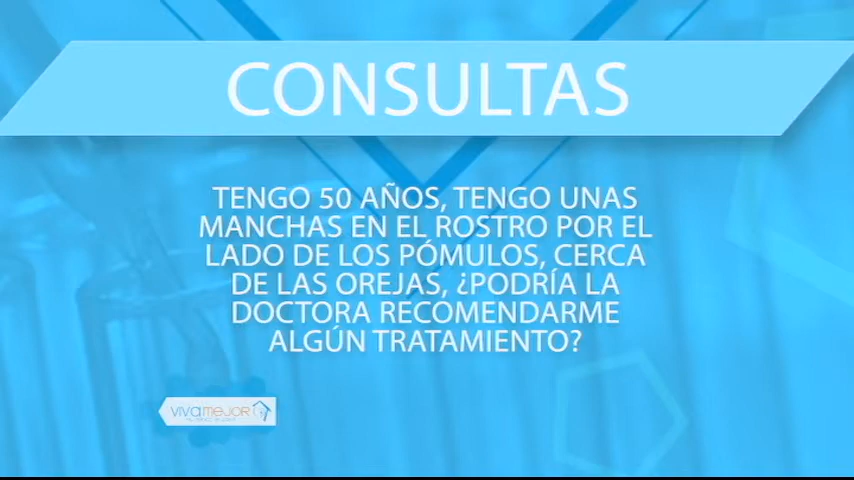 CONSULTAS
TENGO 50 AÑOS, TENGO UNAS
MANCHAS EN EL ROSTRO POR EL
LADO DE LOS PÓMULOS, CERCA
DE LAS OREJAS, ¿PODRÍA LA
DOCTORA RECOMENDARME
ALGÚN TRATAMIENTO?
VIVAMEJOR